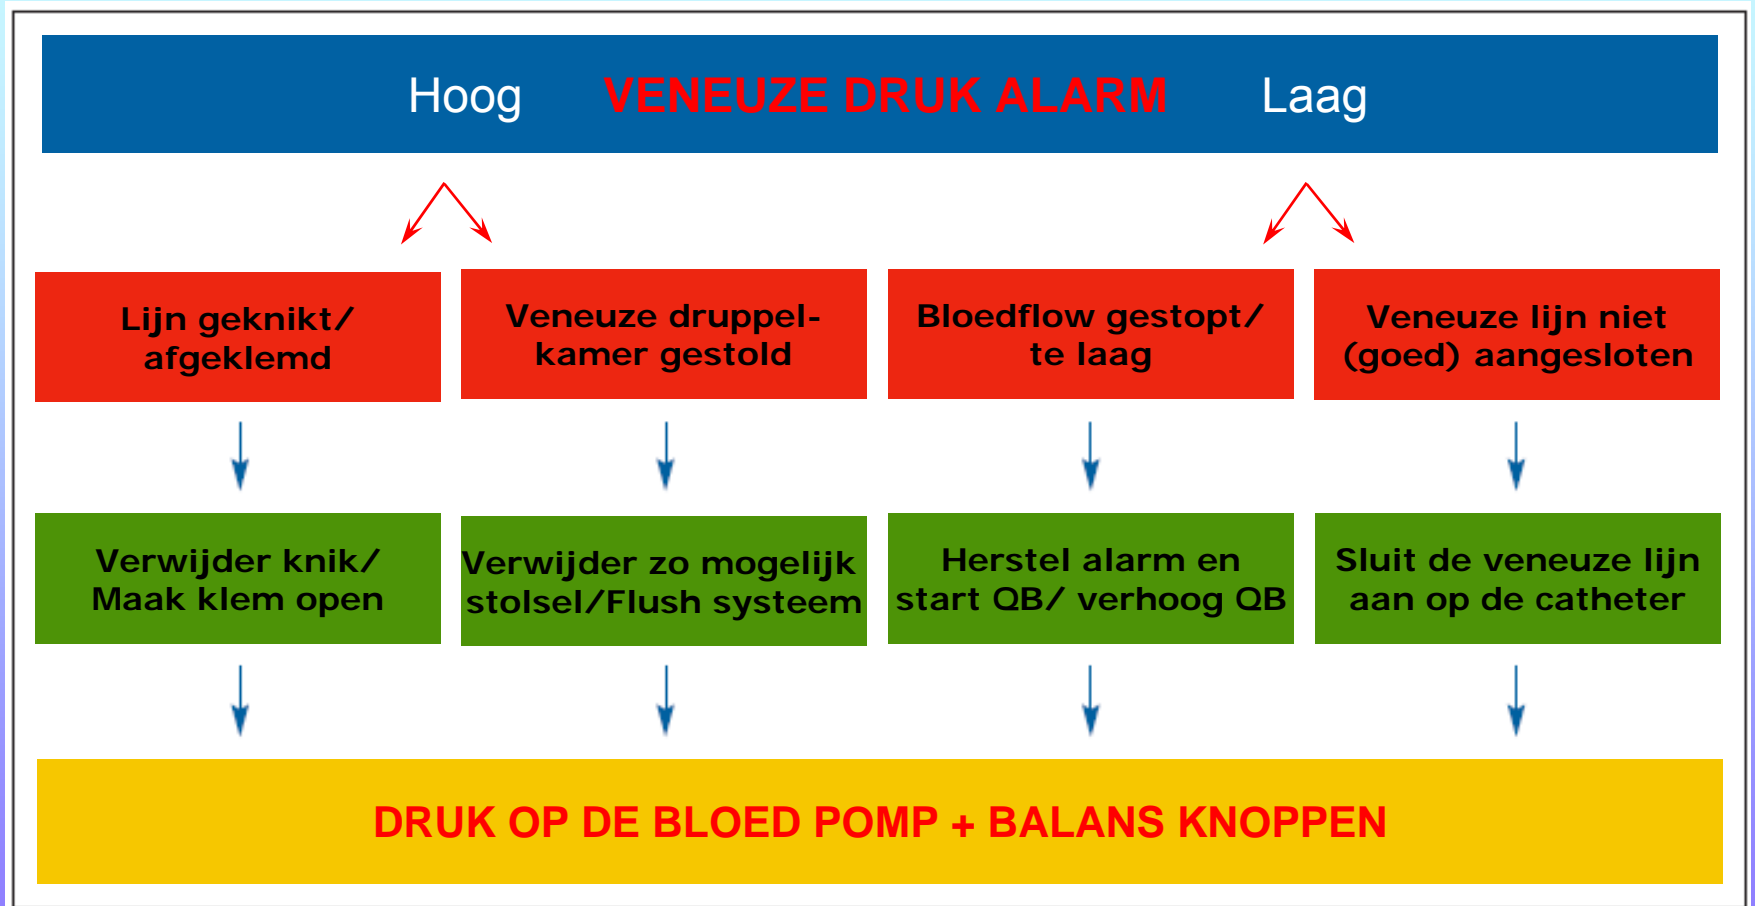 Hoog VENEUZE DRUK ALARM Laag
Lijn geknikt/
afgeklemd
Veneuze druppel-
kamer gestold
Bloedflow gestopt/
te laag
Veneuze lijn niet
(goed) aangesloten
Verwijder knik/
Maak klem open
Verwijder zo mogelijk
stolsel/Flush systeem
Herstel alarm en
start QB/ verhoog QB
Sluit de veneuze lijn
aan op de catheter
DRUK OP DE BLOED POMP + BALANS KNOPPEN